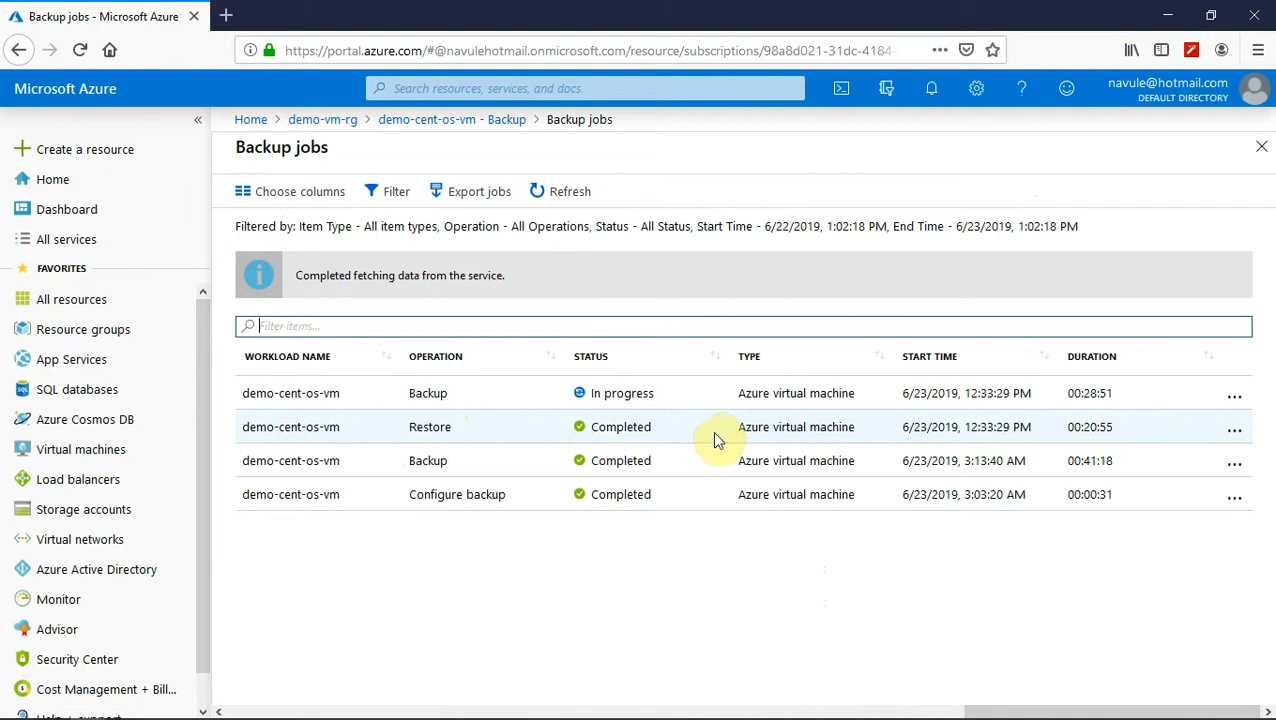 Backup jobs - Microsoft Azure
https://portal.azure.com/#@navulehotmail.onmicrosoft.com/resource/subscriptions/98a8d021-31dc-4184-
Microsoft Azure
Search resources, services, and docs
navule@hotmail.com
DEFAULT DIRECTORY
Create a resource
Home
Dashboard
All services
FAVORITES
All resources
Resource groups
App Services
SQL databases
Azure Cosmos DB
Virtual machines
Load balancers
Storage accounts
Virtual networks
Azure Active Directory
Monitor
Advisor
Security Center
Cost Management + Bill...
Help + support
Home > demo-vm-rg > demo-cent-os-vm - Backup > Backup jobs
Backup jobs
Choose columns Filter Export jobs Refresh
Filtered by: Item Type - All item types, Operation - All Operations, Status - All Status, Start Time - 6/22/2019, 1:02:18 PM, End Time - 6/23/2019, 1:02:18 PM
Completed fetching data from the service.
Filter items...
WORKLOAD NAME OPERATION STATUS TYPE START TIME DURATION
demo-cent-os-vm Backup In progress Azure virtual machine 6/23/2019, 12:33:29 PM 00:28:51 ...
demo-cent-os-vm Restore Completed Azure virtual machine 6/23/2019, 12:33:29 PM 00:20:55 ...
demo-cent-os-vm Backup Completed Azure virtual machine 6/23/2019, 3:13:40 AM 00:41:18 ...
demo-cent-os-vm Configure backup Completed Azure virtual machine 6/23/2019, 3:03:20 AM 00:00:31 ...